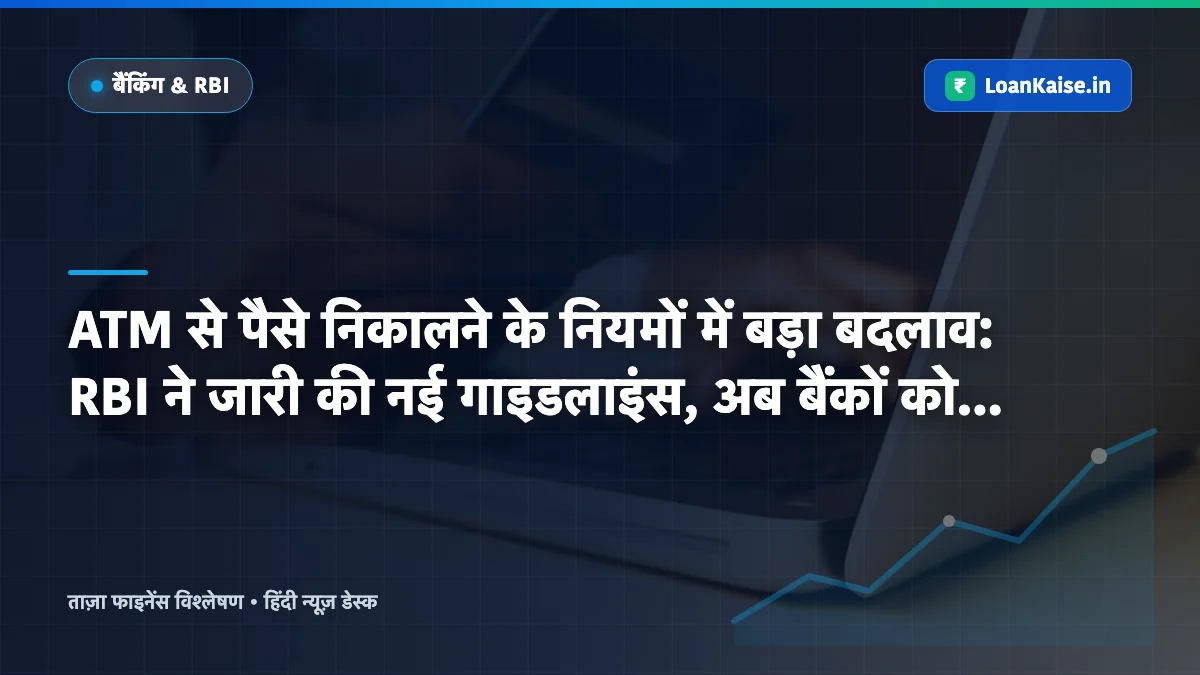 बैंकिंग & RBI
₹ LoanKaise.in
ATM से पैसे निकालने के नियमों में बड़ा बदलाव:
RBI ने जारी की नई गाइडलाइंस, अब बैंकों को...
ताज़ा फाइनेंस विश्लेषण • हिंदी न्यूज़ डेस्क